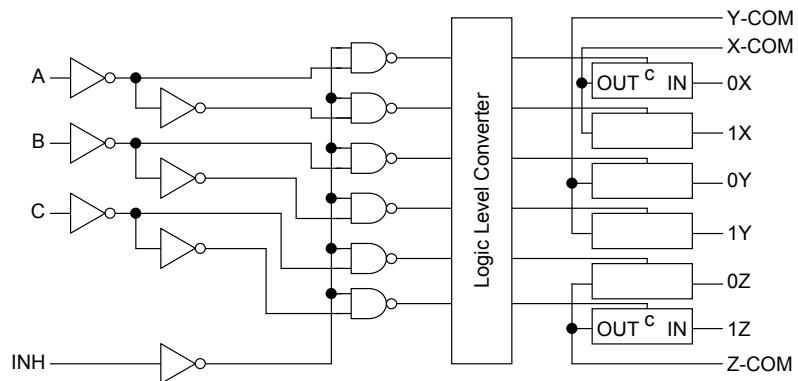 Y-COM
X-COM
A
OUT C IN
0X
1X
B
0Y
C
1Y
Logic Level Converter
0Z
OUT C IN
1Z
INH
Z-COM